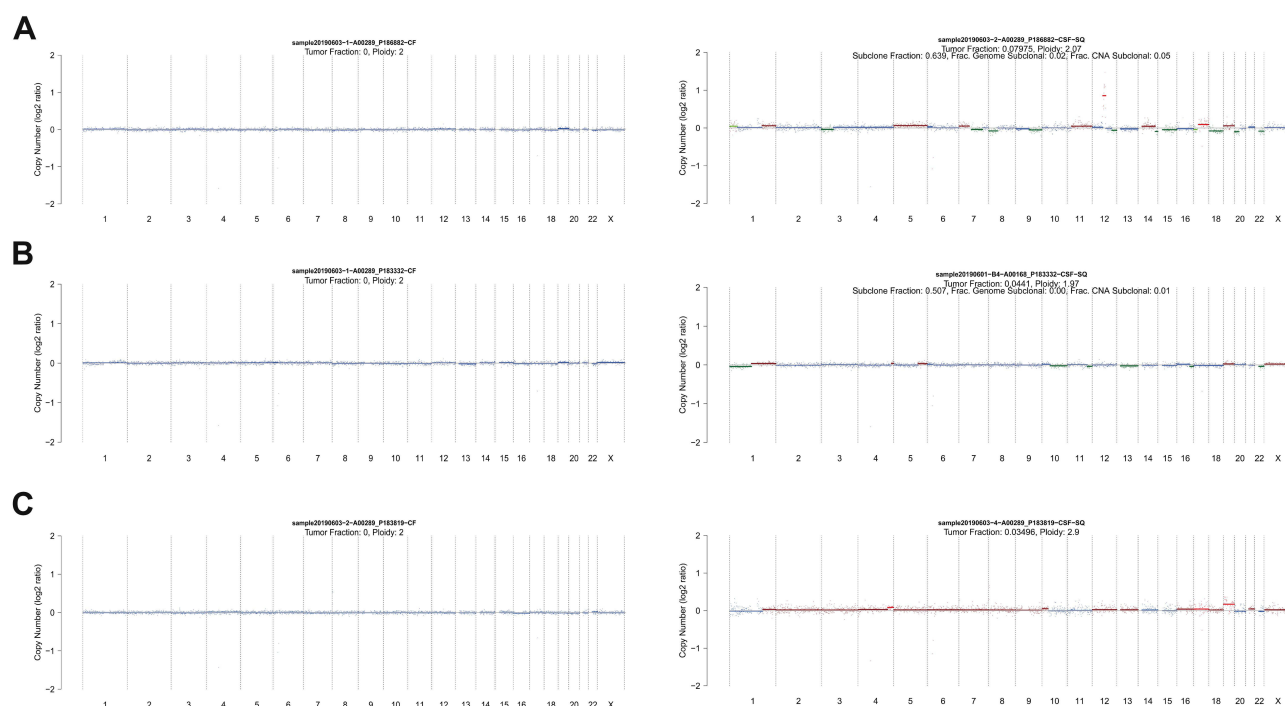 A
sample20190603-1-A00289_P186882-CF
Tumor Fraction: 0, Ploidy: 2
Copy Number (log2 ratio)
2
1
0
−1
−2
1 2 3 4 5 6 7 8 9 10 11 12 13 14 15 16 18 20 22 X
sample20190603-2-A00289_P186882-CSF-SQ
Tumor Fraction: 0.07975, Ploidy: 2.07
Subclone Fraction: 0.639, Frac. Genome Subclonal: 0.02, Frac. CNA Subclonal: 0.05
Copy Number (log2 ratio)
2
1
0
−1
−2
1 2 3 4 5 6 7 8 9 10 11 12 13 14 15 16 18 20 22 X
B
sample20190603-1-A00289_P183332-CF
Tumor Fraction: 0, Ploidy: 2
Copy Number (log2 ratio)
2
1
0
−1
−2
1 2 3 4 5 6 7 8 9 10 11 12 13 14 15 16 18 20 22 X
sample20190601-B4-A00168_P183332-CSF-SQ
Tumor Fraction: 0.0441, Ploidy: 1.97
Subclone Fraction: 0.507, Frac. Genome Subclonal: 0.00, Frac. CNA Subclonal: 0.01
Copy Number (log2 ratio)
2
1
0
−1
−2
1 2 3 4 5 6 7 8 9 10 11 12 13 14 15 16 18 20 22 X
C
sample20190603-2-A00289_P183819-CF
Tumor Fraction: 0, Ploidy: 2
Copy Number (log2 ratio)
2
1
0
−1
−2
1 2 3 4 5 6 7 8 9 10 11 12 13 14 15 16 18 20 22 X
sample20190603-4-A00289_P183819-CSF-SQ
Tumor Fraction: 0.03496, Ploidy: 2.9
Copy Number (log2 ratio)
2
1
0
−1
−2
1 2 3 4 5 6 7 8 9 10 11 12 13 14 15 16 18 20 22 X